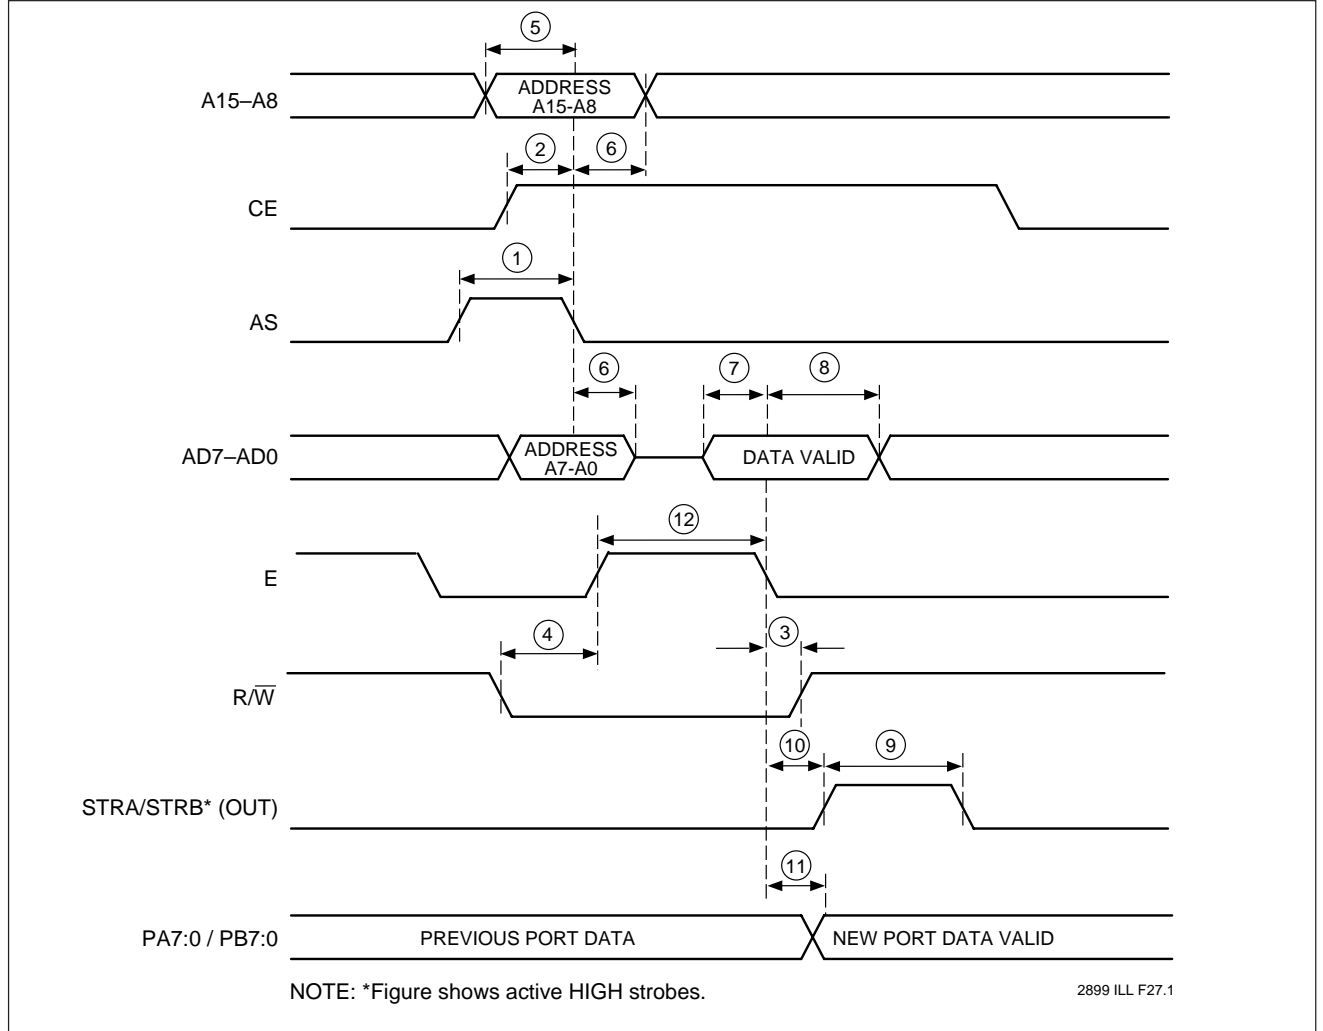 5
A15–A8
ADDRESS
A15-A8
2
6
CE
1
AS
6
7
8
AD7–AD0
ADDRESS
A7-A0
DATA VALID
12
E
4
3
R/W̅
10
9
STRA/STRB* (OUT)
11
PA7:0 / PB7:0
PREVIOUS PORT DATA
NEW PORT DATA VALID
NOTE: *Figure shows active HIGH strobes.
2899 ILL F27.1